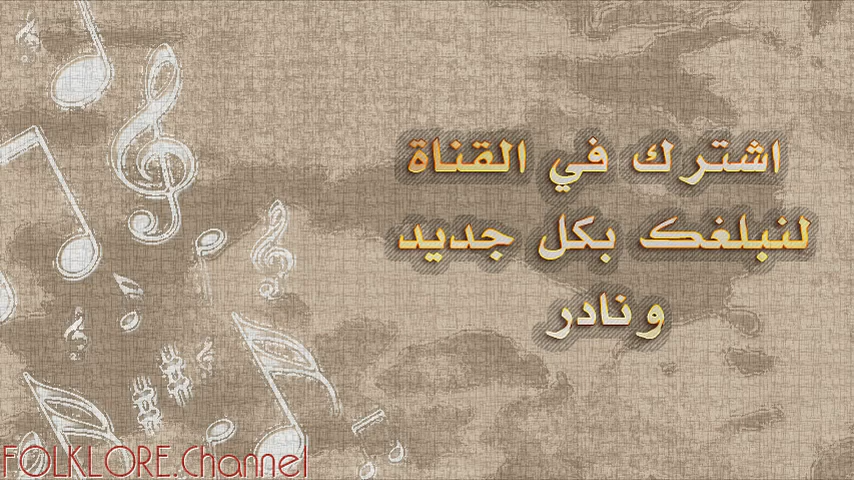 اشترك في القناة
لنبلغك بكل جديد
ونادر
FOLKLORE.Channel